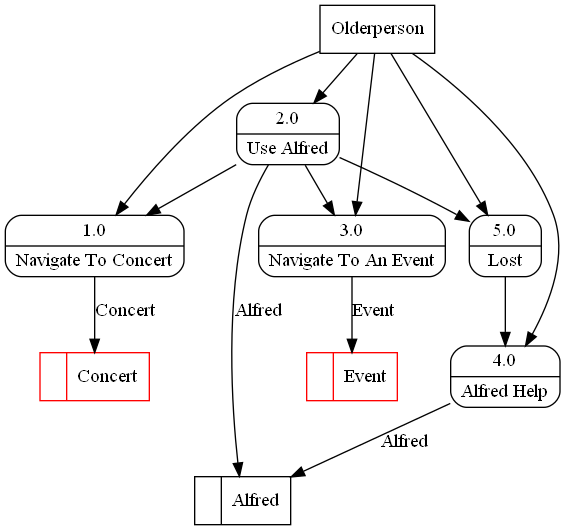 Olderperson
2.0
Use Alfred
1.0
Navigate To Concert
3.0
Navigate To An Event
5.0
Lost
Concert
Alfred
Event
Concert
Event
4.0
Alfred Help
Alfred
Alfred